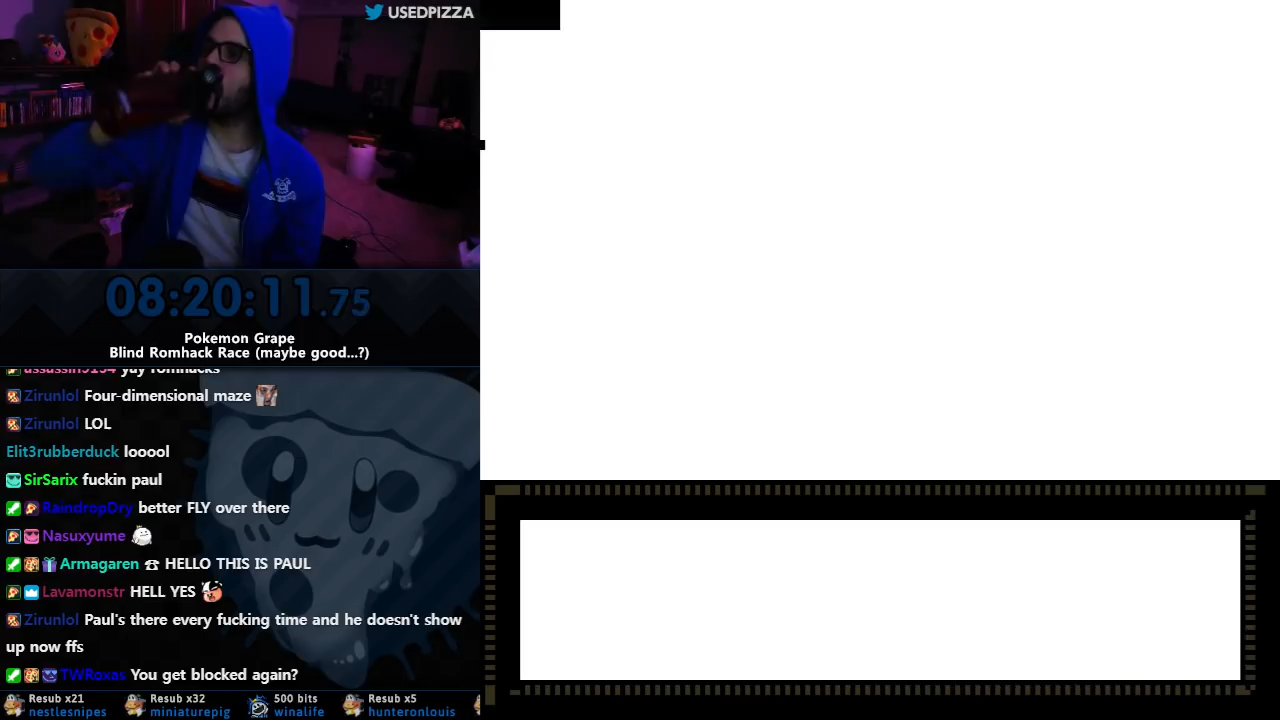 USEDPIZZA
08:20:11.75
Pokemon Grape
Blind Romhack Race (maybe good...?)
assassin9134 yay romhacks
Zirunlol Four-dimensional maze
Zirunlol LOL
Elit3rubberduck looool
SirSarix fuckin paul
RaindropDry better FLY over there
Nasuxyume
Armagaren ☎ HELLO THIS IS PAUL
Lavamonstr HELL YES
Zirunlol Paul's there every fucking time and he doesn't show
up now ffs
TWRoxas You get blocked again?
Resub x21 Resub x32 500 bits Resub x5
nestlesnipes miniaturepig winalife hunteronlouis